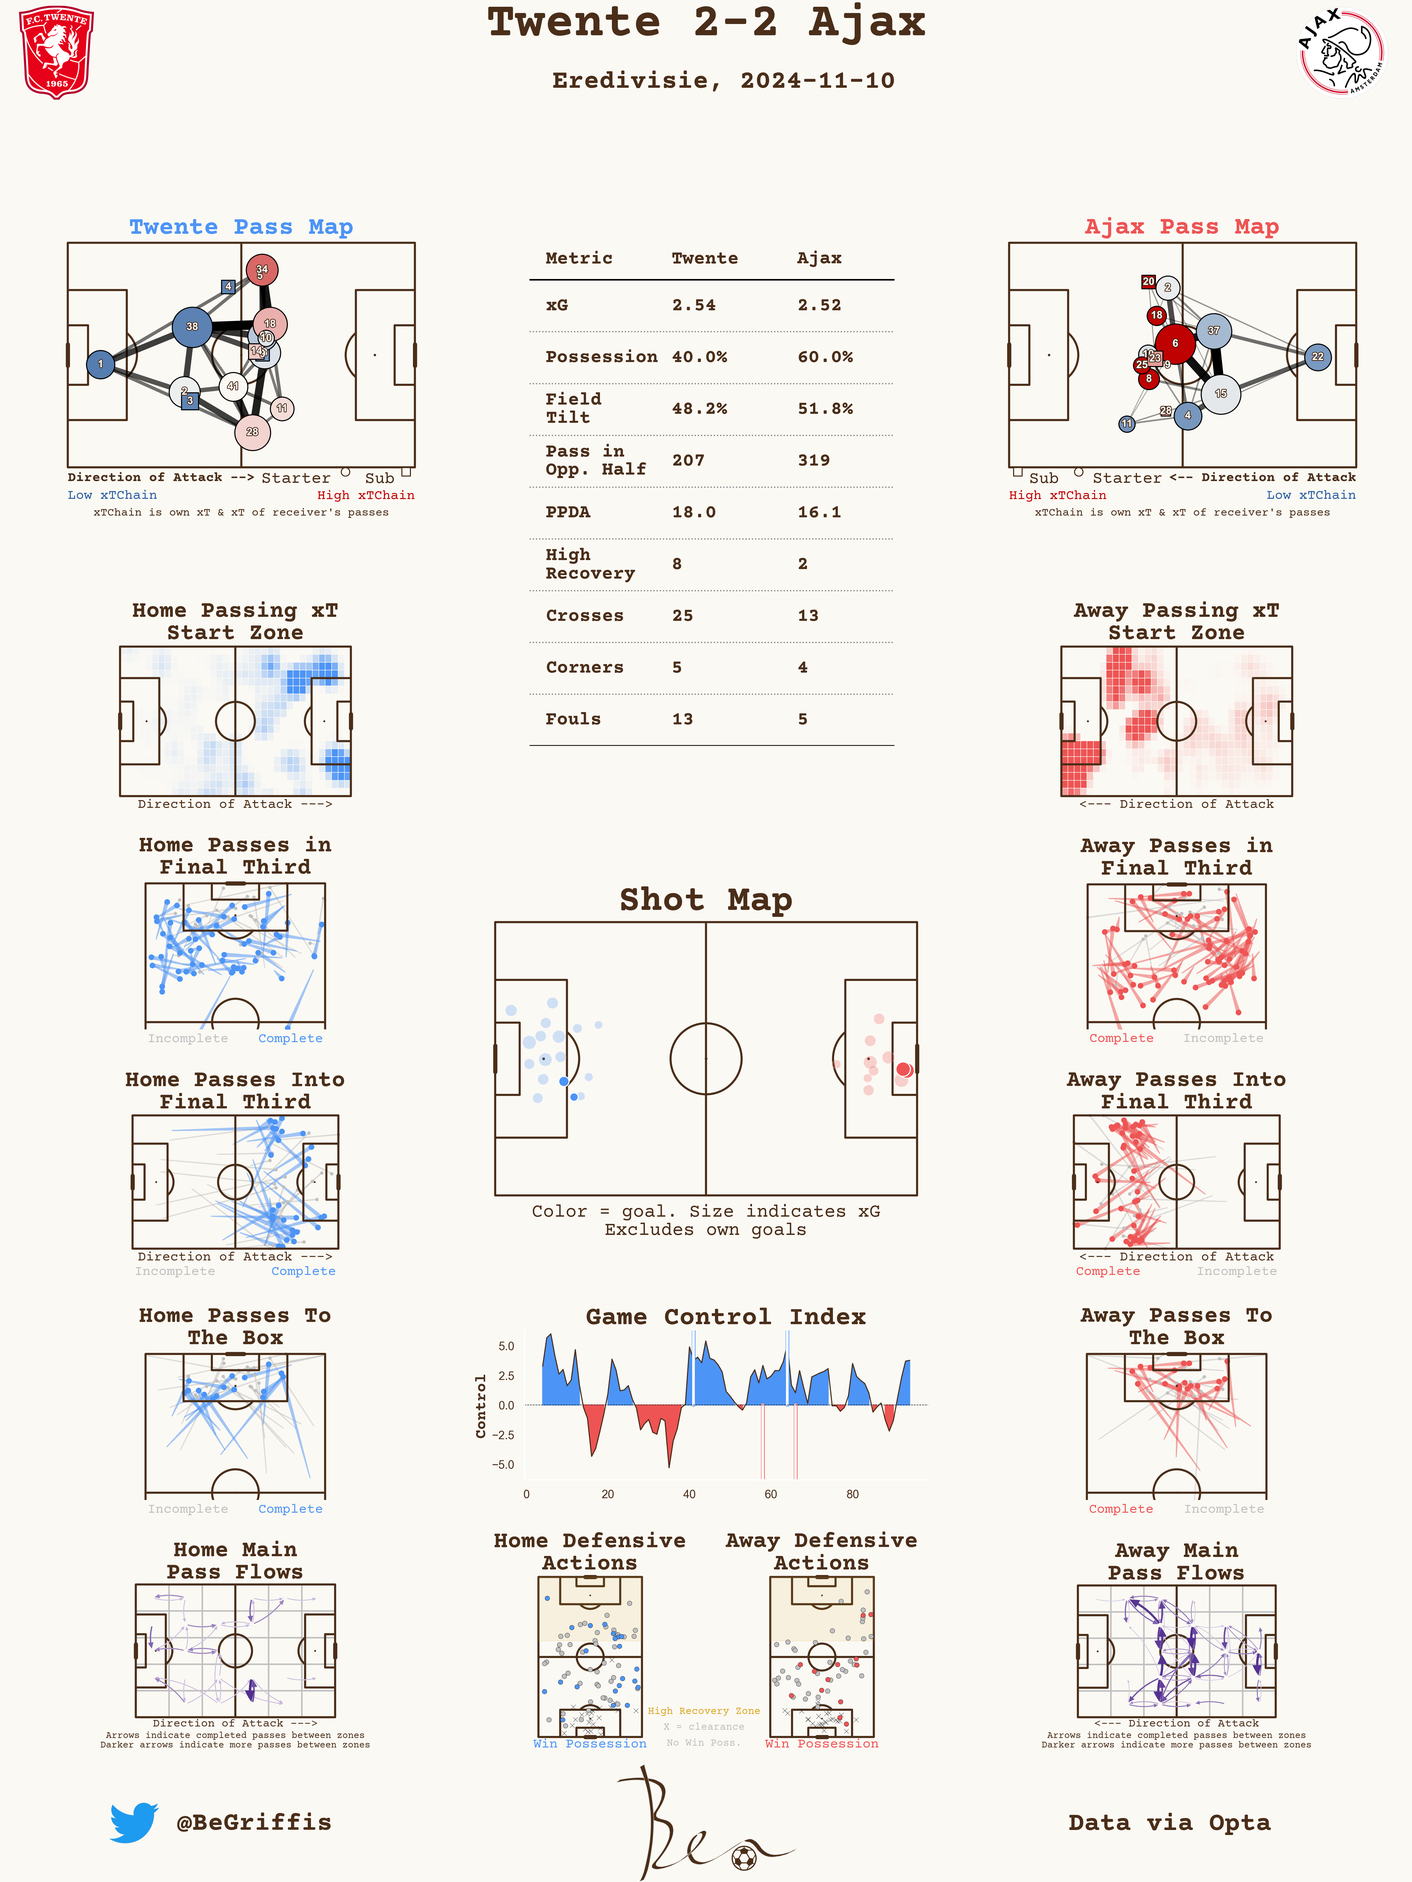 Twente 2-2 Ajax
Eredivisie, 2024-11-10
F.C. TWENTE
1965
AJAX
AMSTERDAM
Twente Pass Map
34
5
4
38
18
10
14
1
2
3
41
11
28
Direction of Attack --> Starter Sub
Low xTChain High xTChain
xTChain is own xT & xT of receiver's passes
Metric Twente Ajax
xG 2.54 2.52
Possession 40.0% 60.0%
Field
Tilt 48.2% 51.8%
Pass in
Opp. Half 207 319
PPDA 18.0 16.1
High
Recovery 8 2
Crosses 25 13
Corners 5 4
Fouls 13 5
Ajax Pass Map
20
2
18
37
6
23
25
9
22
8
15
28
4
11
Sub Starter <-- Direction of Attack
High xTChain Low xTChain
xTChain is own xT & xT of receiver's passes
Home Passing xT
Start Zone
Direction of Attack --->
Away Passing xT
Start Zone
<--- Direction of Attack
Home Passes in
Final Third
Incomplete Complete
Away Passes in
Final Third
Complete Incomplete
Shot Map
Color = goal. Size indicates xG
Excludes own goals
Home Passes Into
Final Third
Direction of Attack --->
Incomplete Complete
Away Passes Into
Final Third
<--- Direction of Attack
Complete Incomplete
Home Passes To
The Box
Incomplete Complete
Game Control Index
Control
5.0
2.5
0.0
−2.5
−5.0
0 20 40 60 80
Away Passes To
The Box
Complete Incomplete
Home Main
Pass Flows
Direction of Attack --->
Arrows indicate completed passes between zones
Darker arrows indicate more passes between zones
Home Defensive
Actions
Win Possession
High Recovery Zone
X = clearance
No Win Poss.
Away Defensive
Actions
Win Possession
Away Main
Pass Flows
<--- Direction of Attack
Arrows indicate completed passes between zones
Darker arrows indicate more passes between zones
@BeGriffis
Ben
Data via Opta